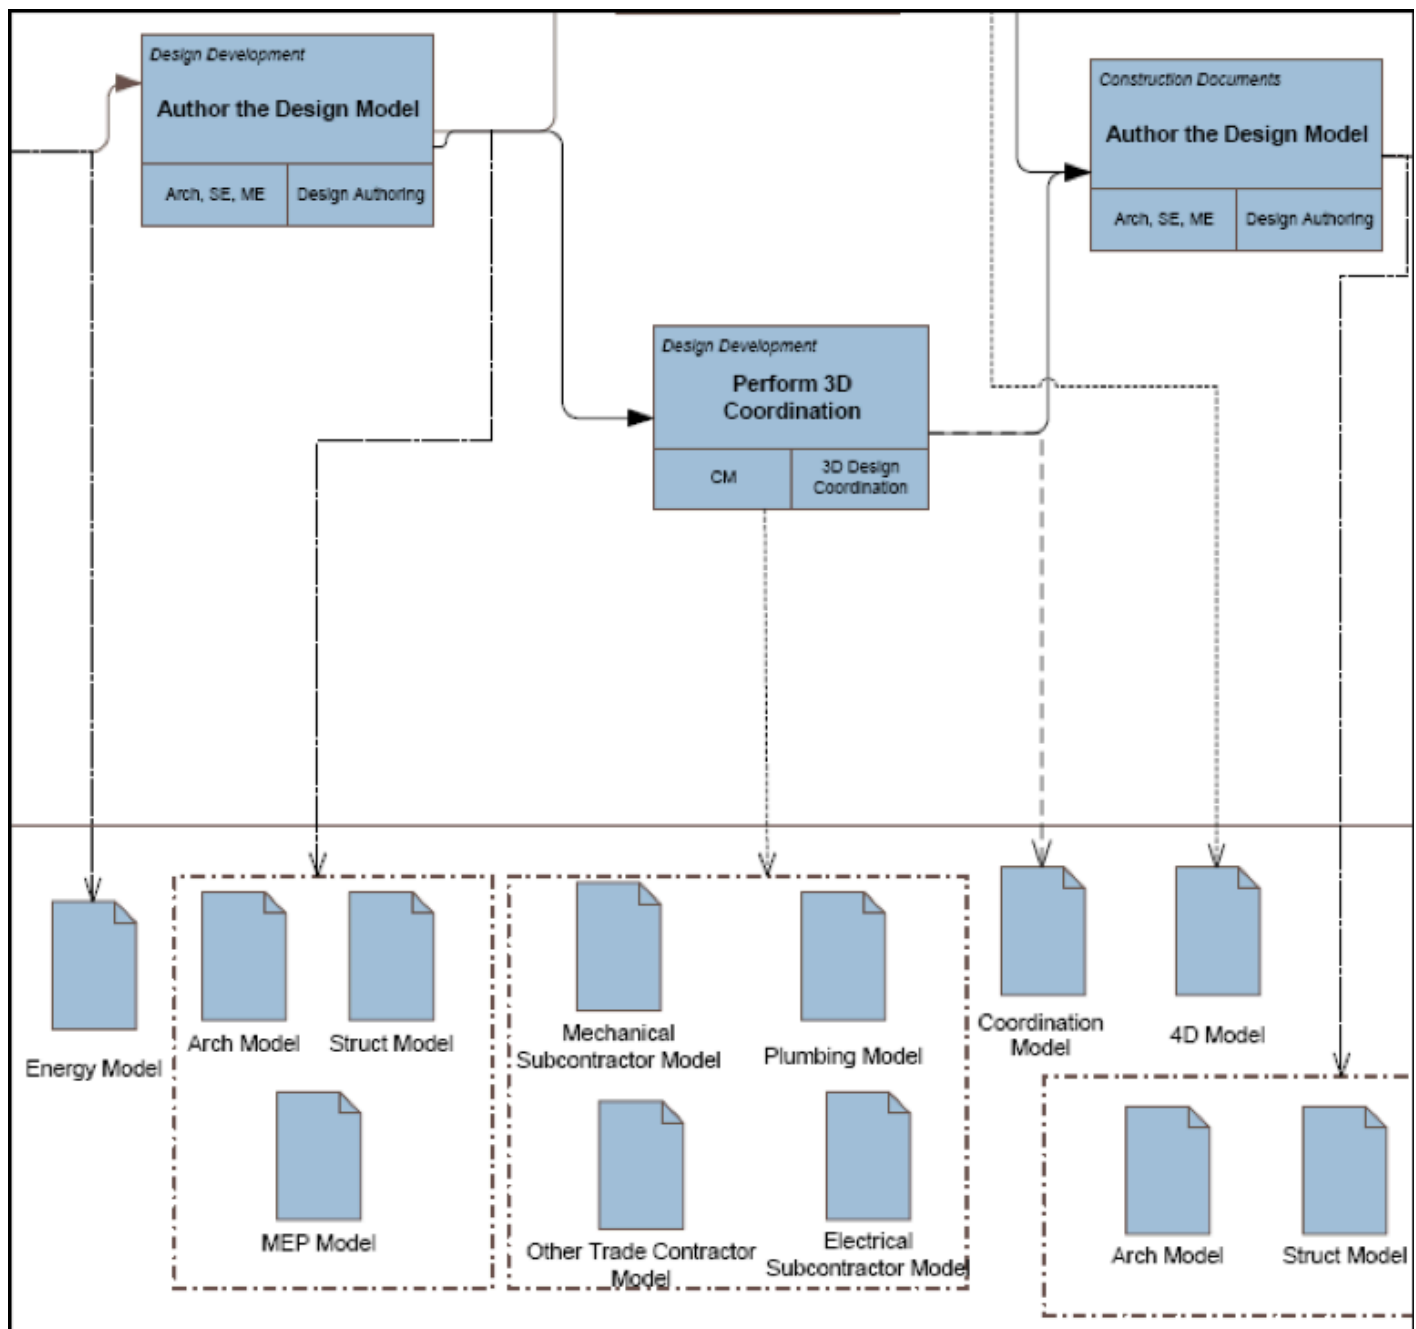 Design Development
Author the Design Model
Arch, SE, ME
Design Authoring
Construction Documents
Author the Design Model
Arch, SE, ME
Design Authoring
Design Development
Perform 3D
Coordination
CM
3D Design
Coordination
Energy Model
Arch Model
Struct Model
MEP Model
Mechanical
Subcontractor Model
Plumbing Model
Other Trade Contractor
Model
Electrical
Subcontractor Model
Coordination
Model
4D Model
Arch Model
Struct Model